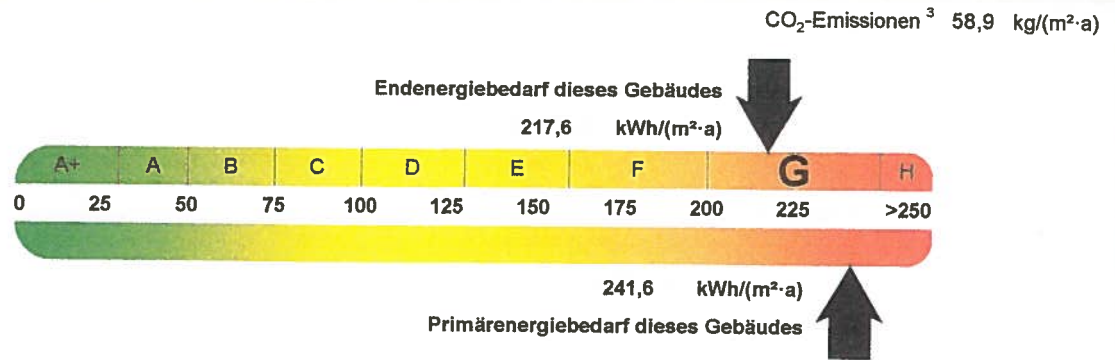 CO₂-Emissionen ³ 58,9 kg/(m²·a)
Endenergiebedarf dieses Gebäudes
217,6 kWh/(m²·a)
A+ A B C D E F G H
0 25 50 75 100 125 150 175 200 225 >250
241,6 kWh/(m²·a)
Primärenergiebedarf dieses Gebäudes